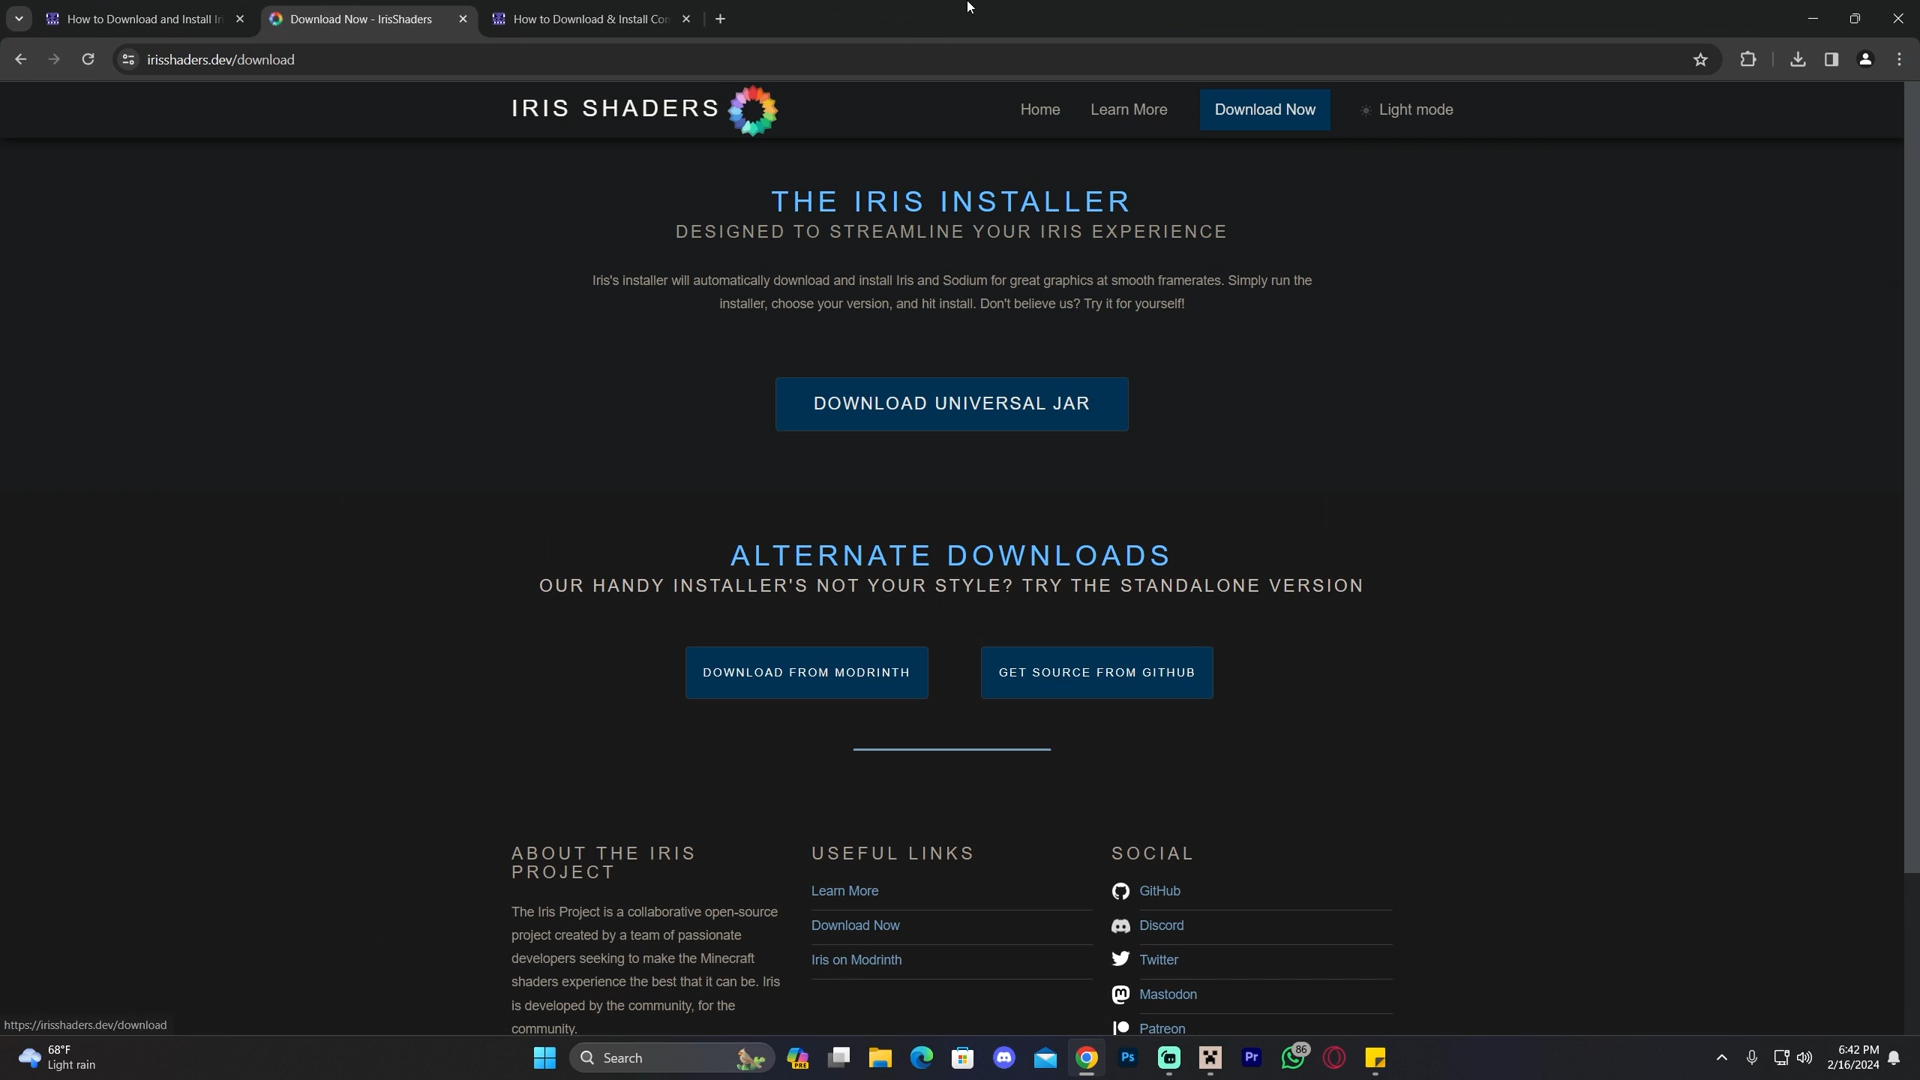 How to Download and Install Iri
Download Now - IrisShaders
How to Download & Install Con
irisshaders.dev/download
IRIS SHADERS
Home
Learn More
Download Now
Light mode
THE IRIS INSTALLER
DESIGNED TO STREAMLINE YOUR IRIS EXPERIENCE
Iris's installer will automatically download and install Iris and Sodium for great graphics at smooth framerates. Simply run the
installer, choose your version, and hit install. Don't believe us? Try it for yourself!
DOWNLOAD UNIVERSAL JAR
ALTERNATE DOWNLOADS
OUR HANDY INSTALLER'S NOT YOUR STYLE? TRY THE STANDALONE VERSION
DOWNLOAD FROM MODRINTH
GET SOURCE FROM GITHUB
ABOUT THE IRIS
PROJECT
The Iris Project is a collaborative open-source
project created by a team of passionate
developers seeking to make the Minecraft
shaders experience the best that it can be. Iris
is developed by the community, for the
community.
USEFUL LINKS
Learn More
Download Now
Iris on Modrinth
SOCIAL
GitHub
Discord
Twitter
Mastodon
Patreon
https://irisshaders.dev/download
68°F
Light rain
Search
PRE
Ps
Pr
86
6:42 PM
2/16/2024